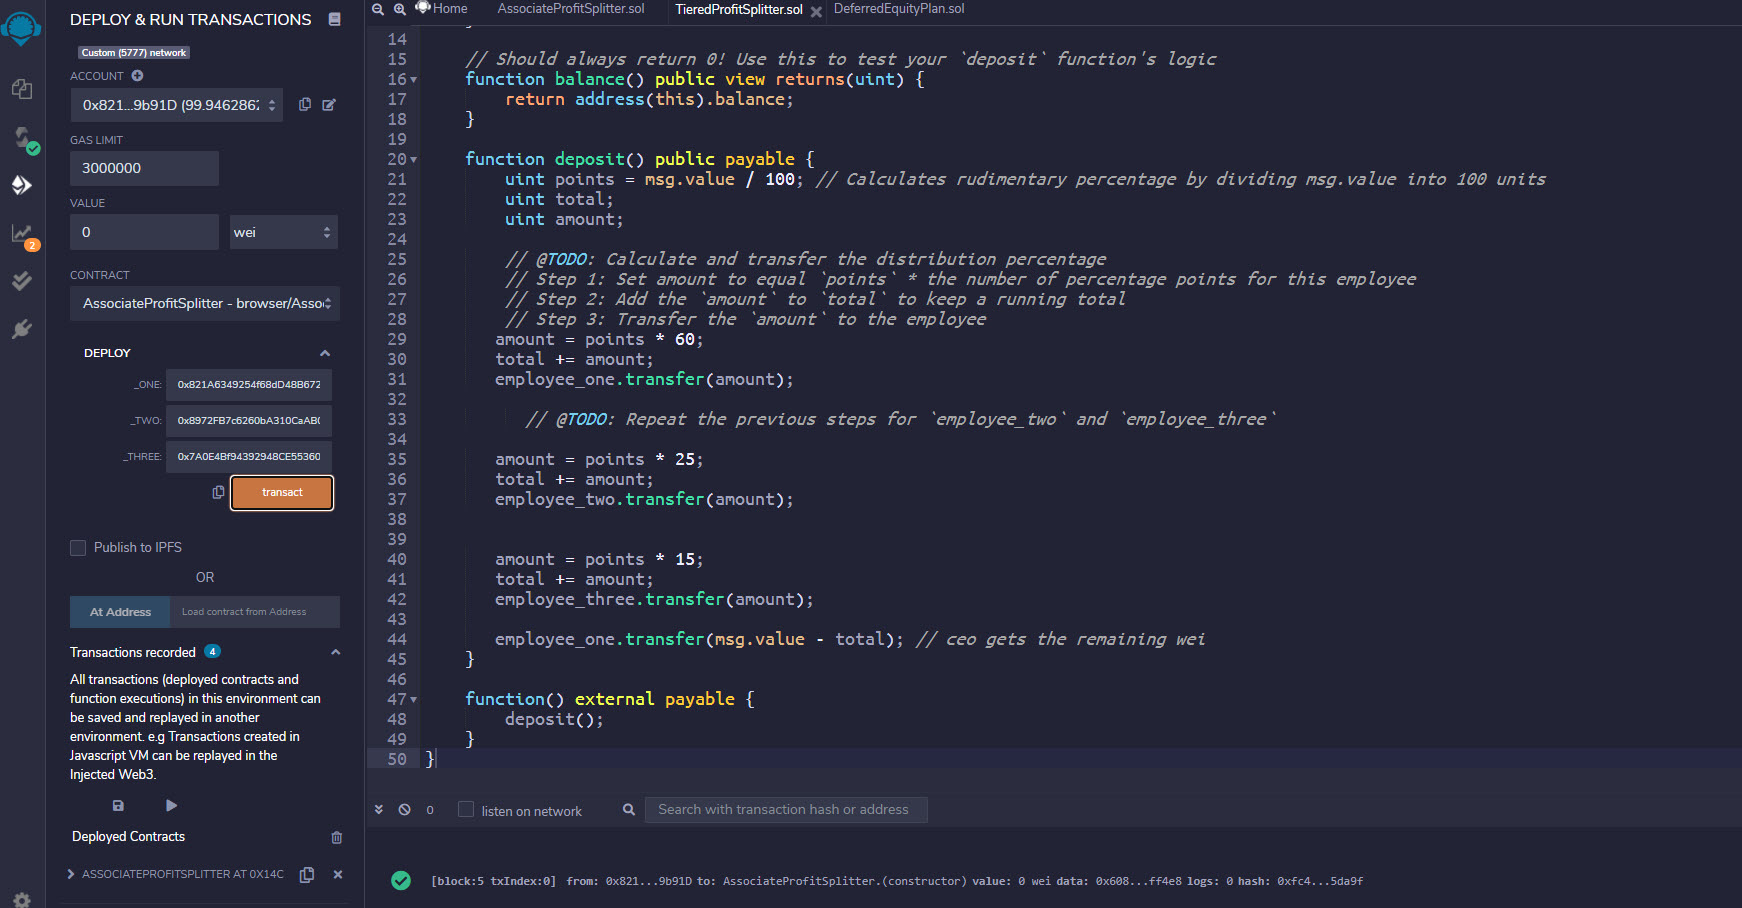 DEPLOY & RUN TRANSACTIONS
Custom (5777) network
ACCOUNT
0x821...9b91D (99.9462862
GAS LIMIT
3000000
VALUE
0
wei
2
CONTRACT
AssociateProfitSplitter - browser/Asso
DEPLOY
_ONE:
0x821A6349254f68dD48B672
_TWO:
0x8972FB7c6260bA310CaAB(
_THREE:
0x7A0E4Bf94392948CE55360
transact
Publish to IPFS
OR
At Address
Load contract from Address
Transactions recorded 4
All transactions (deployed contracts and
function executions) in this environment can
be saved and replayed in another
environment. e.g Transactions created in
Javascript VM can be replayed in the
Injected Web3.
Deployed Contracts
ASSOCIATEPROFITSPLITTER AT 0X14C
Home
AssociateProfitSplitter.sol
TieredProfitSplitter.sol
DeferredEquityPlan.sol
14
15 // Should always return 0! Use this to test your `deposit` function's logic
16 function balance() public view returns(uint) {
17 return address(this).balance;
18 }
19
20 function deposit() public payable {
21 uint points = msg.value / 100; // Calculates rudimentary percentage by dividing msg.value into 100 units
22 uint total;
23 uint amount;
24
25 // @TODO: Calculate and transfer the distribution percentage
26 // Step 1: Set amount to equal `points` * the number of percentage points for this employee
27 // Step 2: Add the `amount` to `total` to keep a running total
28 // Step 3: Transfer the `amount` to the employee
29 amount = points * 60;
30 total += amount;
31 employee_one.transfer(amount);
32
33 // @TODO: Repeat the previous steps for `employee_two` and `employee_three`
34
35 amount = points * 25;
36 total += amount;
37 employee_two.transfer(amount);
38
39
40 amount = points * 15;
41 total += amount;
42 employee_three.transfer(amount);
43
44 employee_one.transfer(msg.value - total); // ceo gets the remaining wei
45 }
46
47 function() external payable {
48 deposit();
49 }
50 }
0
listen on network
Search with transaction hash or address
[block:5 txIndex:0] from: 0x821...9b91D to: AssociateProfitSplitter.(constructor) value: 0 wei data: 0x608...ff4e8 logs: 0 hash: 0xfc4...5da9f